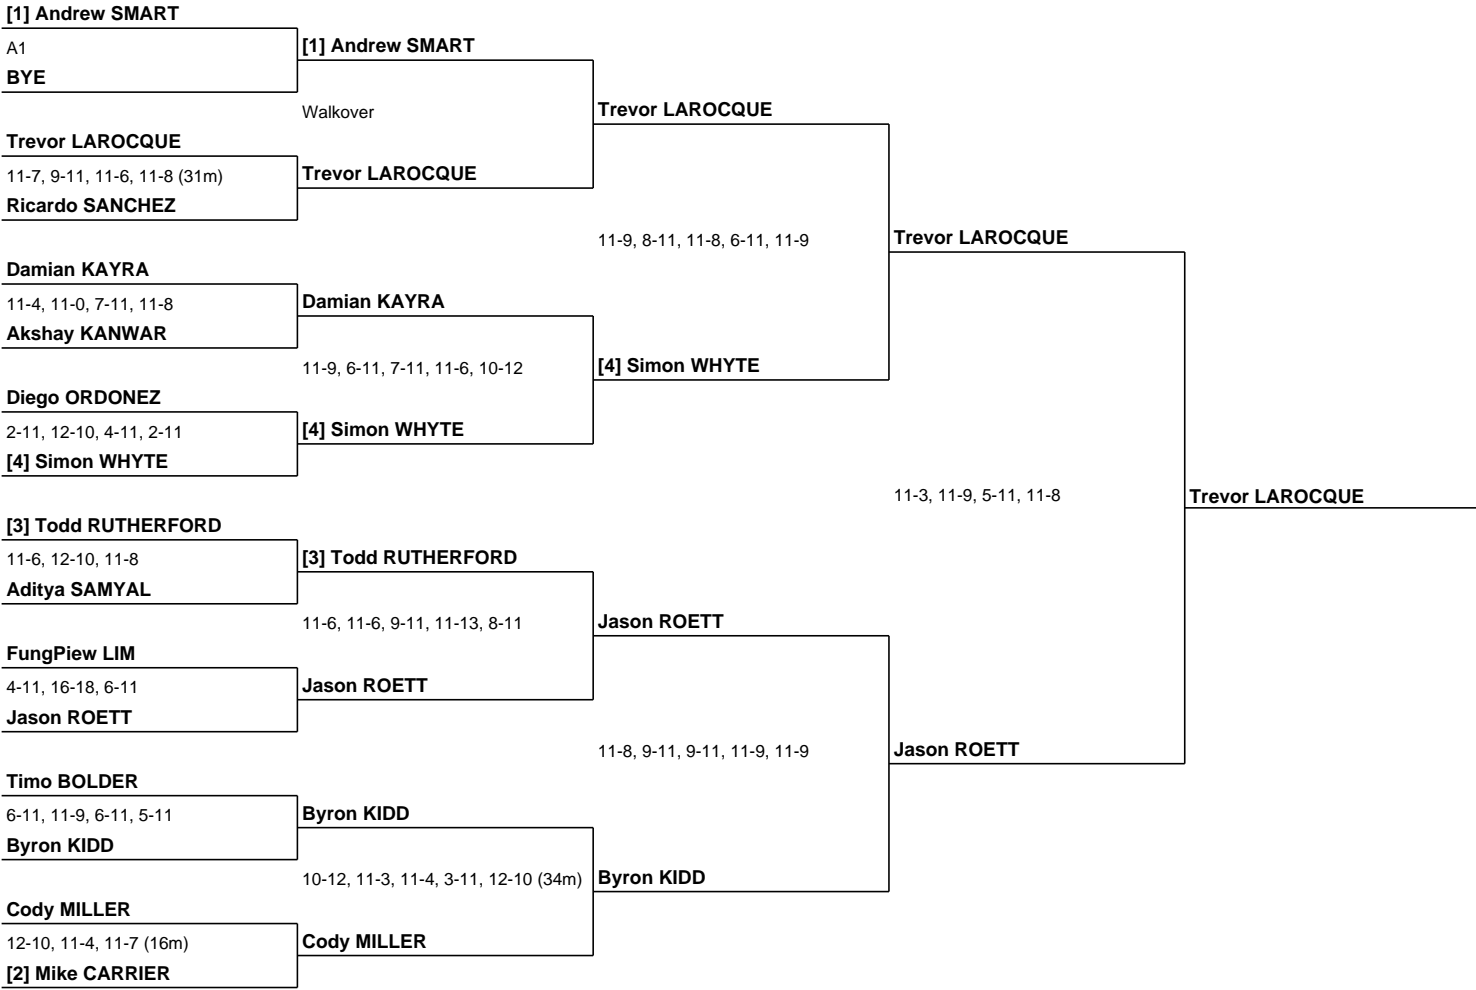 [1] Andrew SMART
A1
BYE
Trevor LAROCQUE
11-7, 9-11, 11-6, 11-8 (31m)
Ricardo SANCHEZ
Damian KAYRA
11-4, 11-0, 7-11, 11-8
Akshay KANWAR
Diego ORDONEZ
2-11, 12-10, 4-11, 2-11
[4] Simon WHYTE
[3] Todd RUTHERFORD
11-6, 12-10, 11-8
Aditya SAMYAL
FungPiew LIM
4-11, 16-18, 6-11
Jason ROETT
Timo BOLDER
6-11, 11-9, 6-11, 5-11
Byron KIDD
Cody MILLER
12-10, 11-4, 11-7 (16m)
[2] Mike CARRIER
[1] Andrew SMART
Walkover
Trevor LAROCQUE
Damian KAYRA
11-9, 6-11, 7-11, 11-6, 10-12
[4] Simon WHYTE
[3] Todd RUTHERFORD
11-6, 11-6, 9-11, 11-13, 8-11
Jason ROETT
Byron KIDD
10-12, 11-3, 11-4, 3-11, 12-10 (34m)
Cody MILLER
Trevor LAROCQUE
11-9, 8-11, 11-8, 6-11, 11-9
[4] Simon WHYTE
Jason ROETT
11-8, 9-11, 9-11, 11-9, 11-9
Byron KIDD
Trevor LAROCQUE
11-3, 11-9, 5-11, 11-8
Jason ROETT
Trevor LAROCQUE